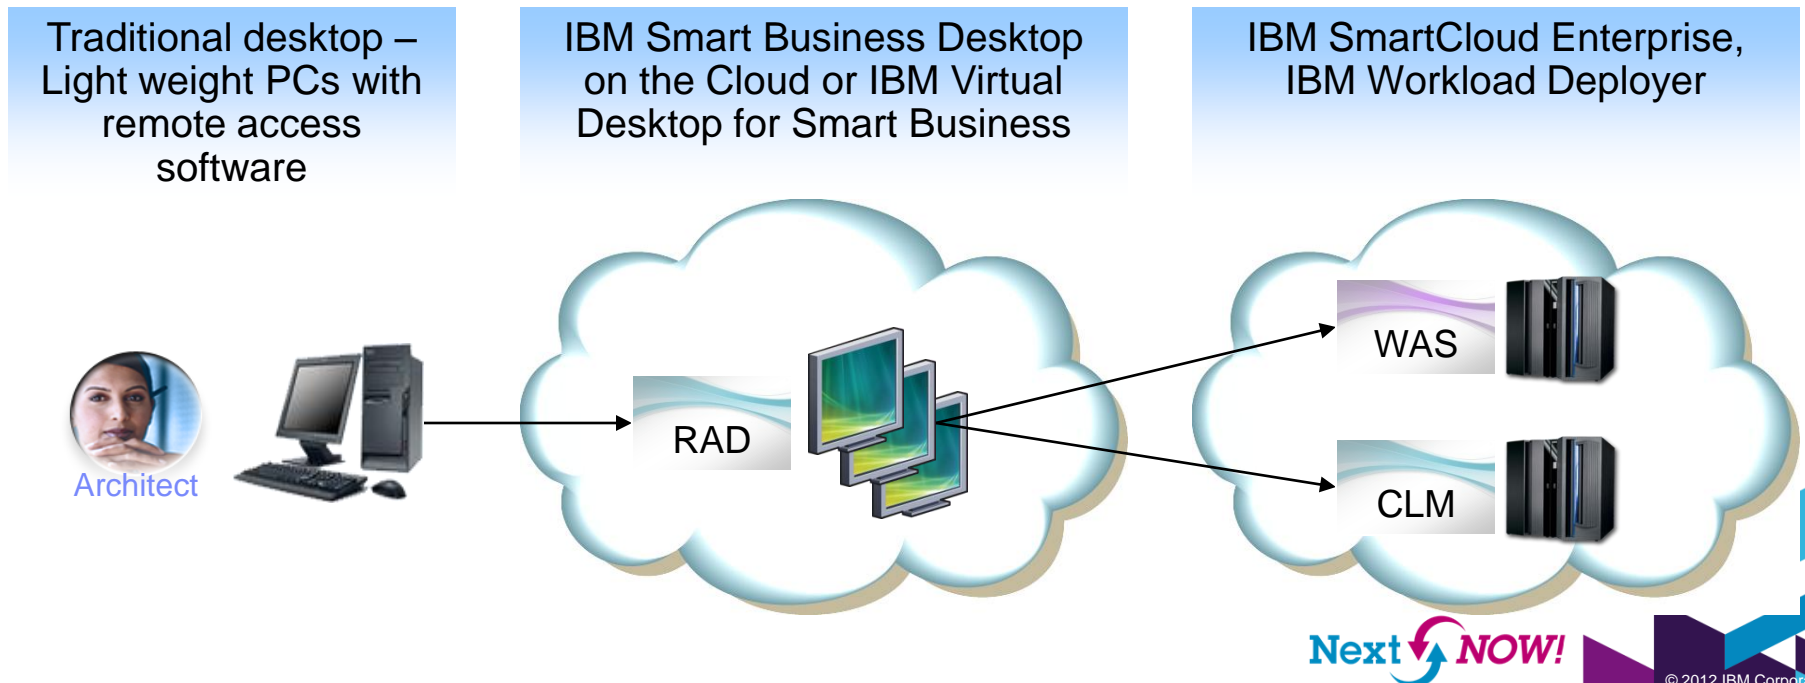 Traditional desktop –
Light weight PCs with
remote access
software
IBM Smart Business Desktop
on the Cloud or IBM Virtual
Desktop for Smart Business
IBM SmartCloud Enterprise,
IBM Workload Deployer
WAS
RAD
Architect
CLM
Next NOW!
© 2012 IBM